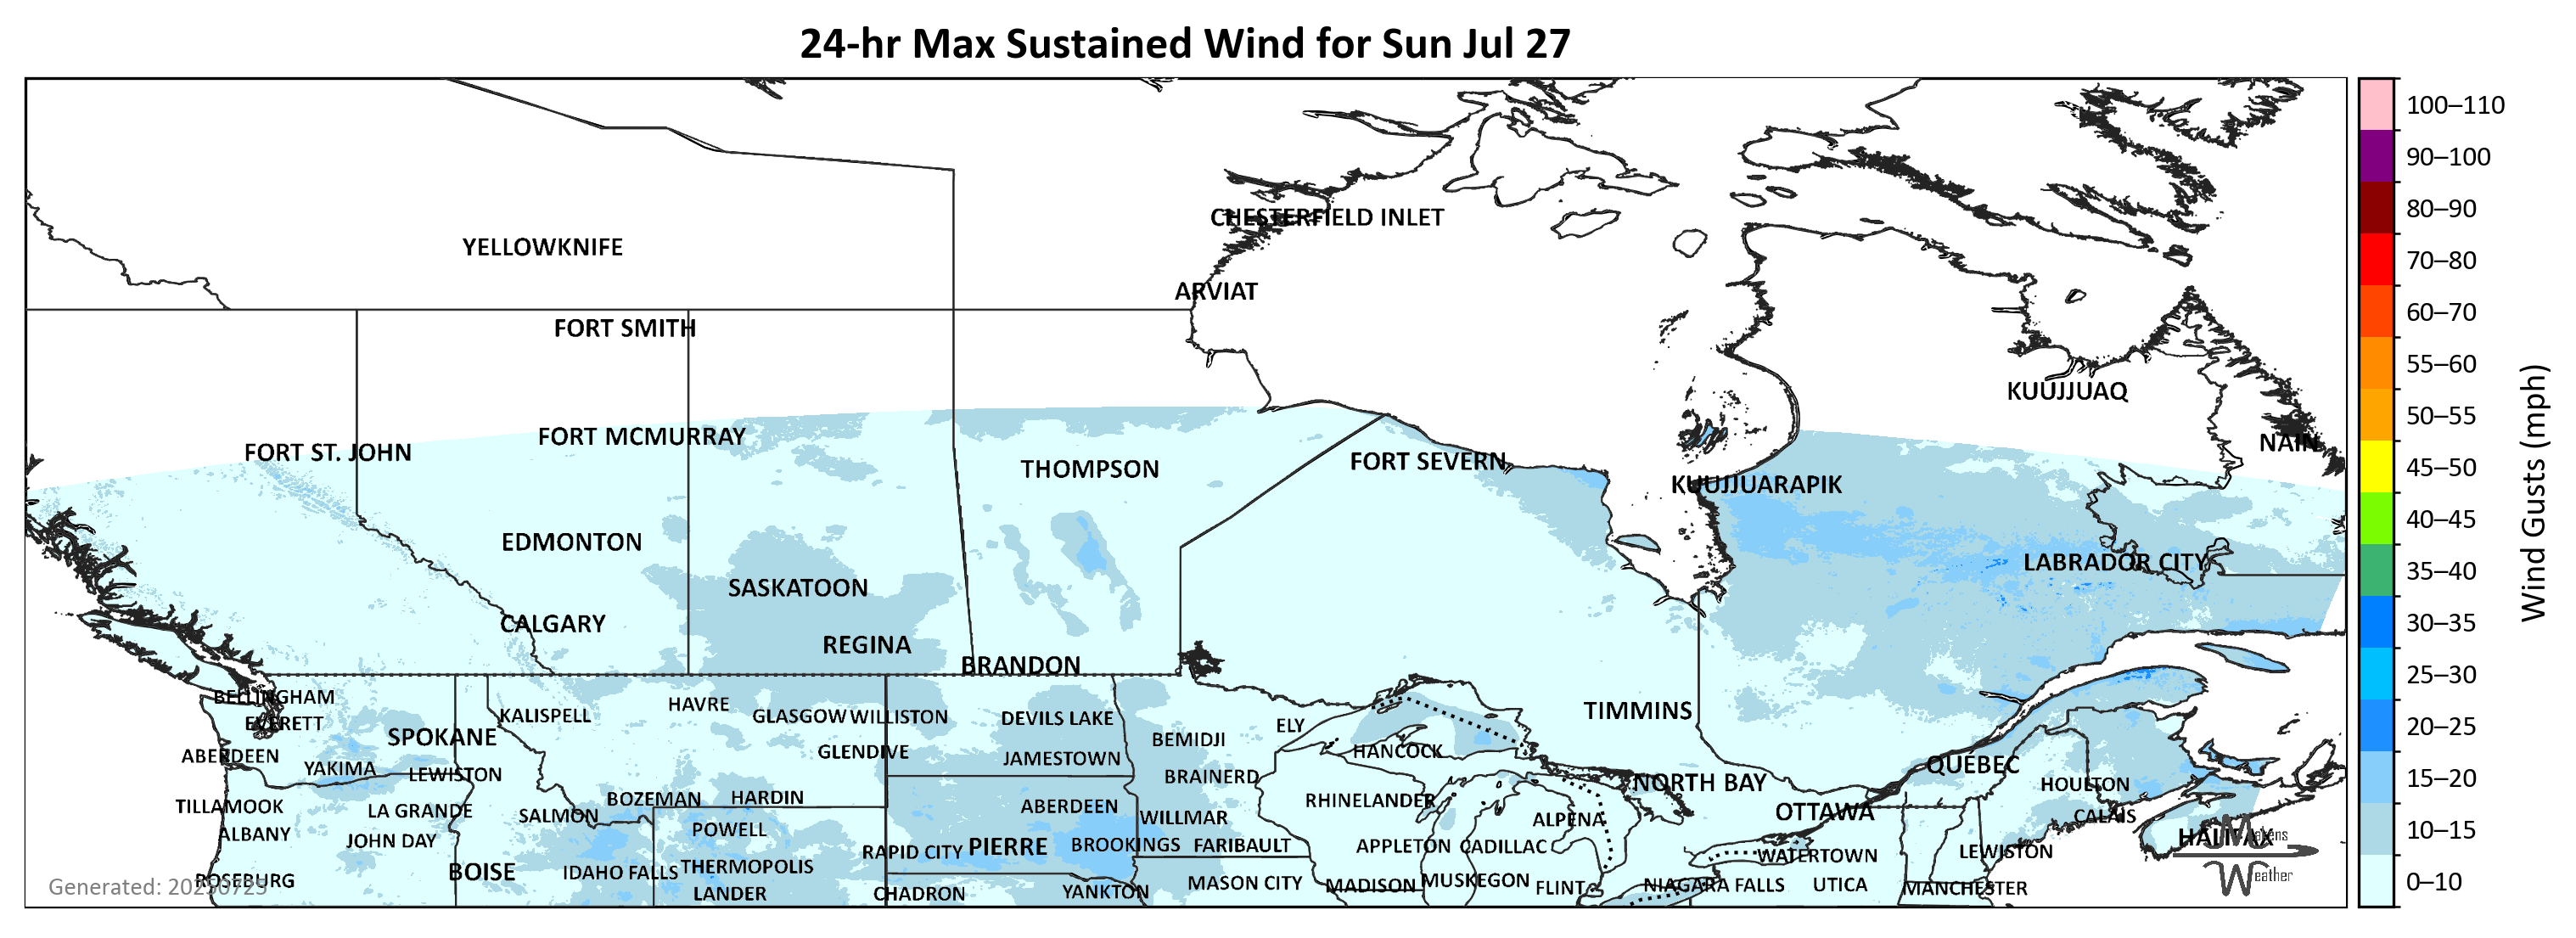 24-hr Max Sustained Wind for Sun Jul 27
100–110
90–100
80–90
70–80
60–70
55–60
50–55
45–50
40–45
35–40
30–35
25–30
20–25
15–20
10–15
0–10
Wind Gusts (mph)
CHESTERFIELD INLET
YELLOWKNIFE
ARVIAT
FORT SMITH
KUUJJUAQ
FORT MCMURRAY
NAIN
FORT ST. JOHN
FORT SEVERN
THOMPSON
KUUJJUARAPIK
EDMONTON
LABRADOR CITY
SASKATOON
CALGARY
REGINA
BRANDON
BELLINGHAM
HAVRE
TIMMINS
KALISPELL
GLASGOW
WILLISTON
DEVILS LAKE
EVERETT
ELY
SPOKANE
BEMIDJI
GLENDIVE
HANCOCK
ABERDEEN
JAMESTOWN
QUEBEC
YAKIMA
LEWISTON
BRAINERD
NORTH BAY
HOULTON
BOZEMAN
HARDIN
RHINELANDER
TILLAMOOK
LA GRANDE
ABERDEEN
SALMON
WILLMAR
ALPENA
OTTAWA
CALAIS
ALBANY
POWELL
HALIFAX
Makens
JOHN DAY
PIERRE
BROOKINGS
FARIBAULT
APPLETON
CADILLAC
RAPID CITY
WATERTOWN
LEWISTON
BOISE
IDAHO FALLS
THERMOPOLIS
Weather
ROSEBURG
Generated: 20250725
LANDER
CHADRON
YANKTON
MASON CITY
MADISON
MUSKEGON
FLINT
NIAGARA FALLS
UTICA
MANCHESTER